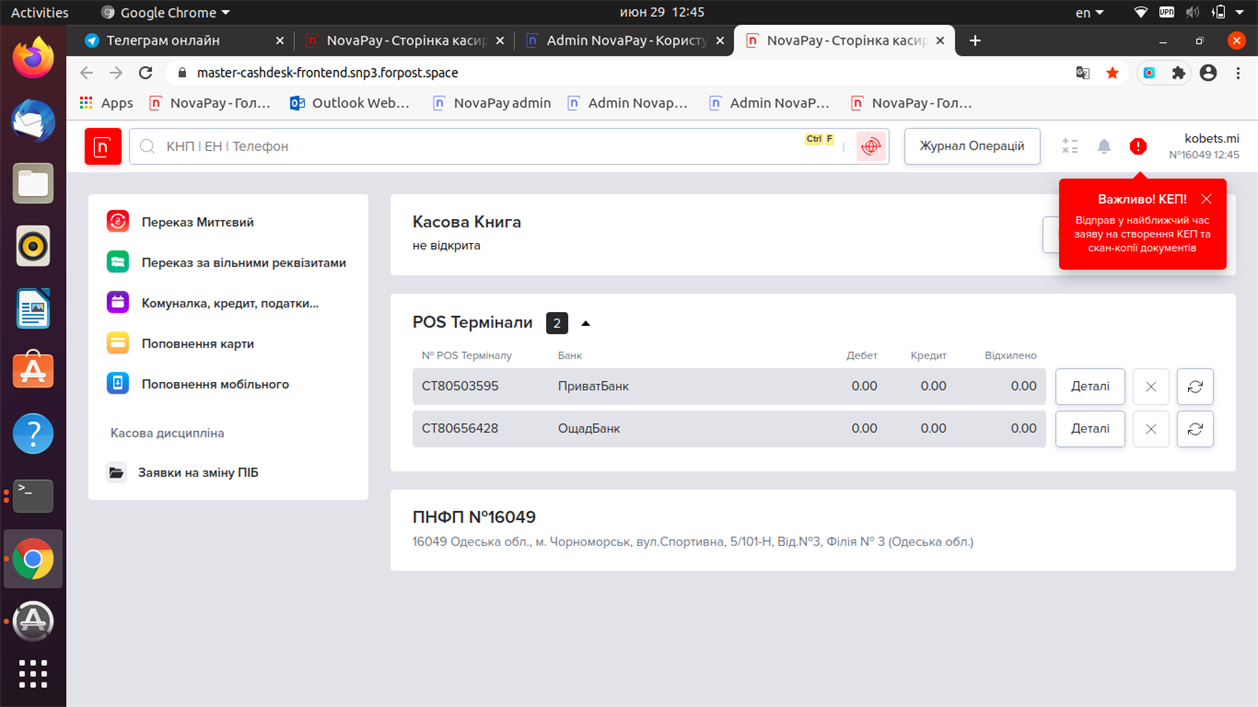 Activities
Google Chrome
июн 29 12:45
en
VPN
Телеграм онлайн
NovaPay - Сторінка касир
Admin NovaPay - Користу
NovaPay - Сторінка касир
master-cashdesk-frontend.snp3.forpost.space
Apps
NovaPay - Гол...
Outlook Web...
NovaPay admin
Admin Novap...
Admin NovaP...
NovaPay - Гол...
КНП | ЕН | Телефон
Ctrl F
Журнал Операцій
kobets.mi
№16049 12:45
Важливо! КЕП!
Відправ у найближчий час
заяву на створення КЕП та
скан-копії документів
Переказ Миттєвий
Переказ за вільними реквізитами
Комуналка, кредит, податки...
Поповнення карти
Поповнення мобільного
Касова дисципліна
Заявки на зміну ПІБ
Касова Книга
не відкрита
POS Термінали 2
№ POS Терміналу Банк Дебет Кредит Відхилено
CT80503595 ПриватБанк 0.00 0.00 0.00 Деталі
CT80656428 ОщадБанк 0.00 0.00 0.00 Деталі
ПНФП №16049
16049 Одеська обл., м. Чорноморськ, вул.Спортивна, 5/101-Н, Від.№3, Філія № 3 (Одеська обл.)